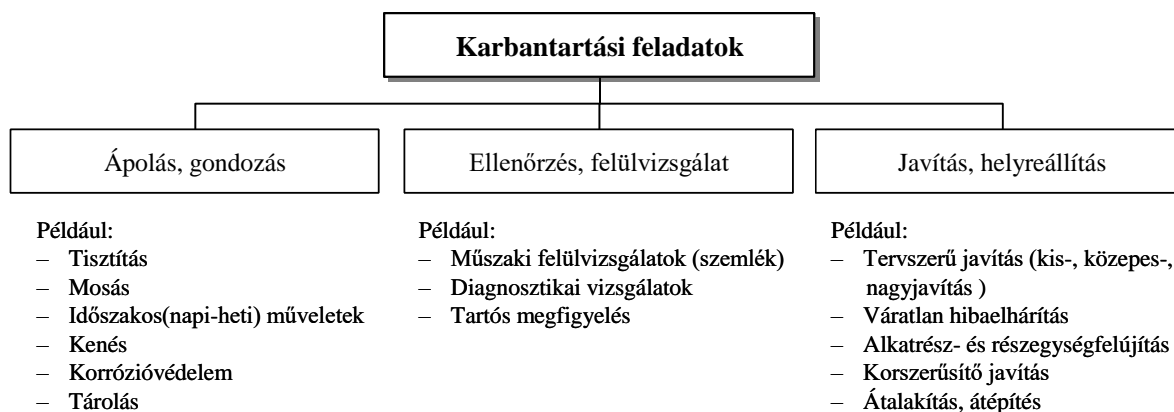 Karbantartási feladatok
Ápolás, gondozás
Például:
– Tisztítás
– Mosás
– Időszakos(napi-heti) műveletek
– Kenés
– Korrózióvédelem
– Tárolás
Ellenőrzés, felülvizsgálat
Például:
– Műszaki felülvizsgálatok (szemlék)
– Diagnosztikai vizsgálatok
– Tartós megfigyelés
Javítás, helyreállítás
Például:
– Tervszerű javítás (kis-, közepes-,
nagyjavítás )
– Váratlan hibaelhárítás
– Alkatrész- és részegységfelújítás
– Korszerűsítő javítás
– Átalakítás, átépítés